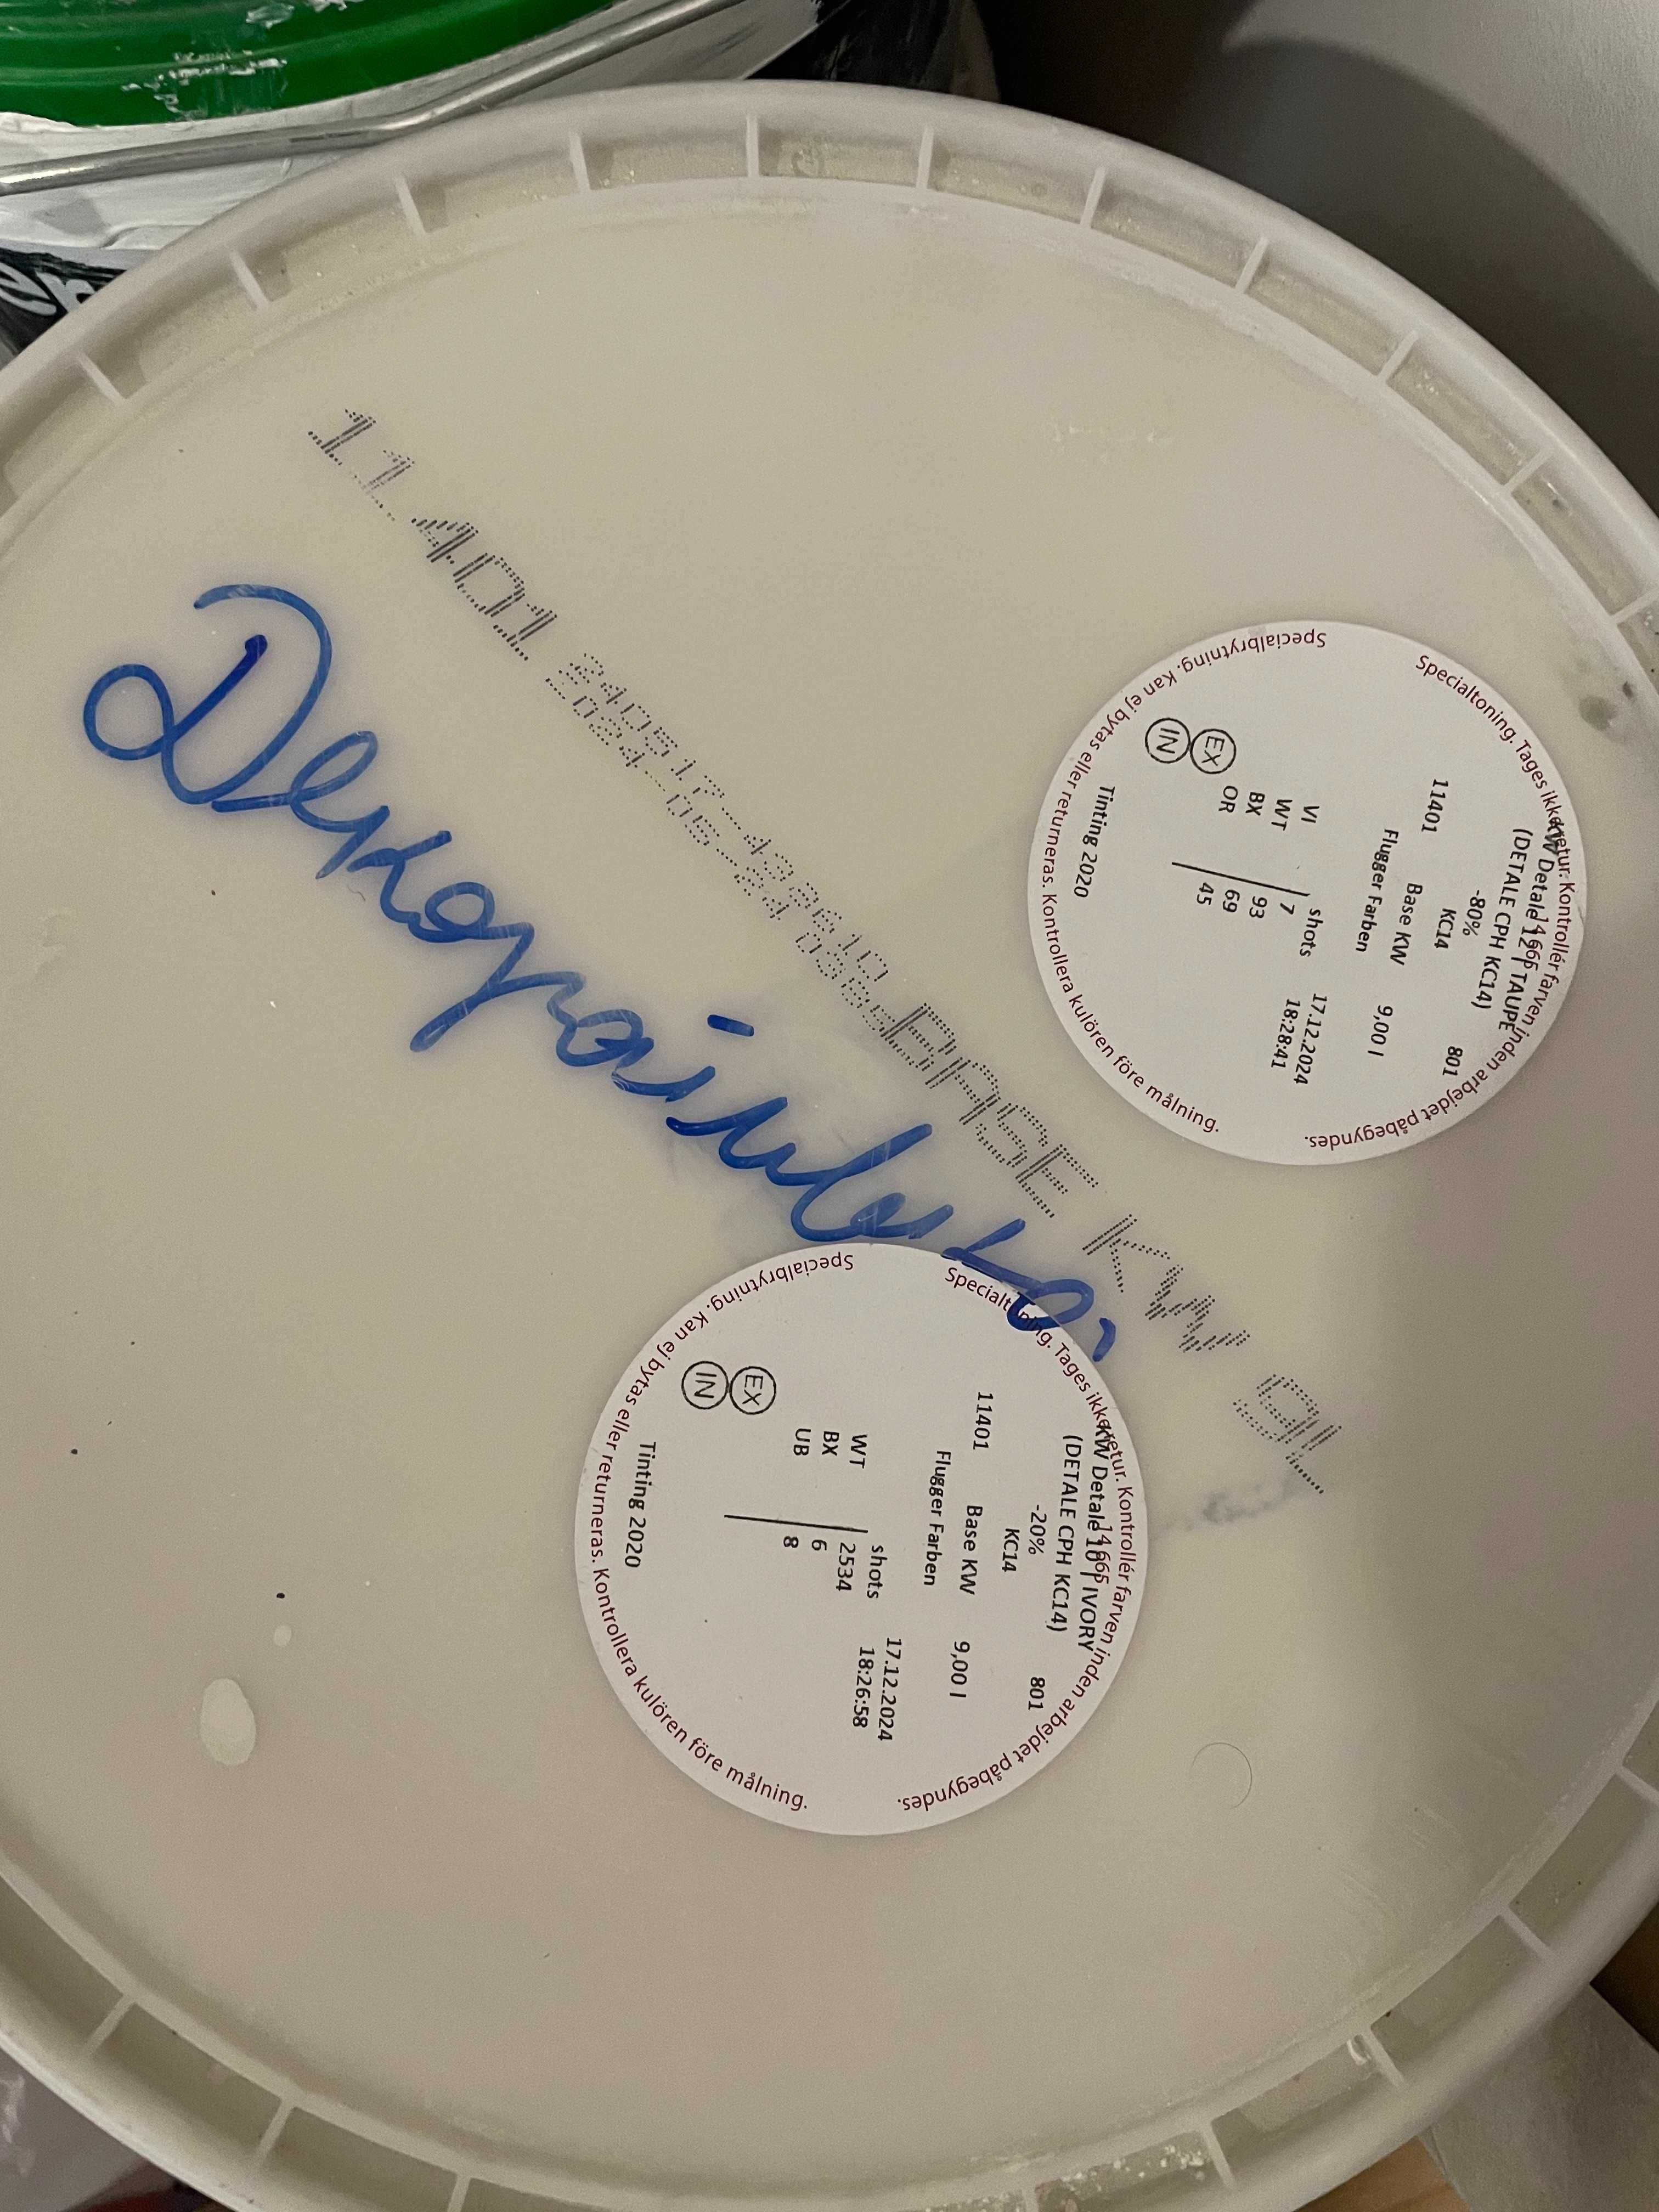 11401 BASE KW 9L
Specialtoning. Tages ikke retur. Kontrollér farven inden arbejdet påbegyndes.
14665
KW Detale 12 | TAUPE
(DETALE CPH KC14)
-80% 801
KC14
11401 Base KW 9,00 l
Flugger Farben
shots 17.12.2024
VI 7 18:28:41
WT 93
BX 69
OR 45
EX
IN
Tinting 2020
Specialbrytning. Kan ej bytas eller returneras. Kontrollera kulören före målning.
Specialtoning. Tages ikke retur. Kontrollér farven inden arbejdet påbegyndes.
14665
KW Detale 10 | IVORY
(DETALE CPH KC14)
-20% 801
KC14
11401 Base KW 9,00 l
Flugger Farben
shots 17.12.2024
WT 2534 18:26:58
BX 6
UB 8
EX
IN
Tinting 2020
Specialbrytning. Kan ej bytas eller returneras. Kontrollera kulören före målning.